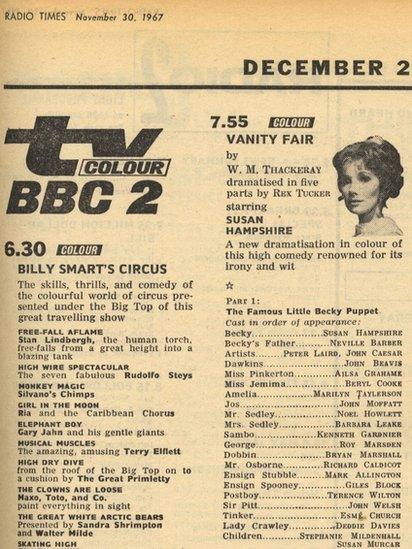 RADIO TIMES November 30, 1967
DECEMBER 2
tv
COLOUR
BBC 2
6.30 COLOUR
BILLY SMART'S CIRCUS
The skills, thrills, and comedy of
the colourful world of circus pre-
sented under the Big Top of this
great travelling show
FREE-FALL AFLAME
Stan Lindbergh, the human torch,
free-falls from a great height into a
blazing tank
HIGH WIRE SPECTACULAR
The seven fabulous Rudolfo Steys
MONKEY MAGIC
Silvano's Chimps
GIRL IN THE MOON
Ria and the Caribbean Chorus
ELEPHANT BOY
Gary Jahn and his gentle giants
MUSICAL MUSCLES
The amazing, amusing Terry Elflett
HIGH DRY DIVE
from the roof of the Big Top on to
a cushion by The Great Primletty
THE CLOWNS ARE LOOSE
Maxo, Toto, and Co.
paint everything in sight
THE GREAT WHITE ARCTIC BEARS
Presented by Sandra Shrimpton
and Walter Milde
SKATING HIGH
7.55 COLOUR
VANITY FAIR
by
W. M. THACKERAY
dramatised in five
parts by REX TUCKER
starring
SUSAN
HAMPSHIRE
A new dramatisation in colour of
this high comedy renowned for its
irony and wit
☆
PART 1:
The Famous Little Becky Puppet
Cast in order of appearance:
Becky..................SUSAN HAMPSHIRE
Becky's Father......NEVILLE BARBER
Artists........PETER LAIRD, JOHN CAESAR
Dawkins..................JOHN BEAVIS
Miss Pinkerton........AILSA GRAHAME
Miss Jemima............BERYL COOKE
Amelia............MARILYN TAYLERSON
Jos........................JOHN MOFFATT
Mr. Sedley..............NOEL HOWLETT
Mrs. Sedley..........BARBARA LEAKE
Sambo............KENNETH GARDNIER
George..................ROY MARSDEN
Dobbin..............BRYAN MARSHALL
Mr. Osborne......RICHARD CALDICOT
Ensign Stubble....MARK ALLINGTON
Ensign Spooney........GILES BLOCK
Postboy..............TERENCE WILTON
Sir Pitt..................JOHN WELSH
Tinker..................ESMÉ CHURCH
Lady Crawley........DEDDIE DAVIES
Children........STEPHANIE MILDENHALL
SUSAN MURCAR